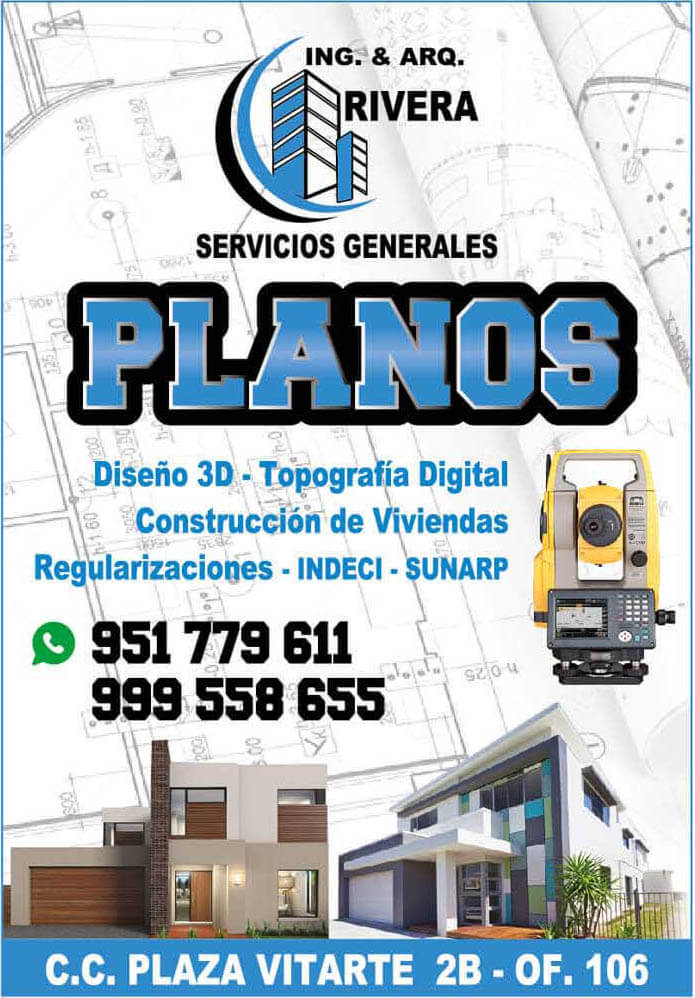 ING. & ARQ.
RIVERA
SERVICIOS GENERALES
PLANOS
Diseño 3D - Topografía Digital
Construcción de Viviendas
Regularizaciones - INDECI - SUNARP
951 779 611
999 558 655
C.C. PLAZA VITARTE 2B - OF. 106